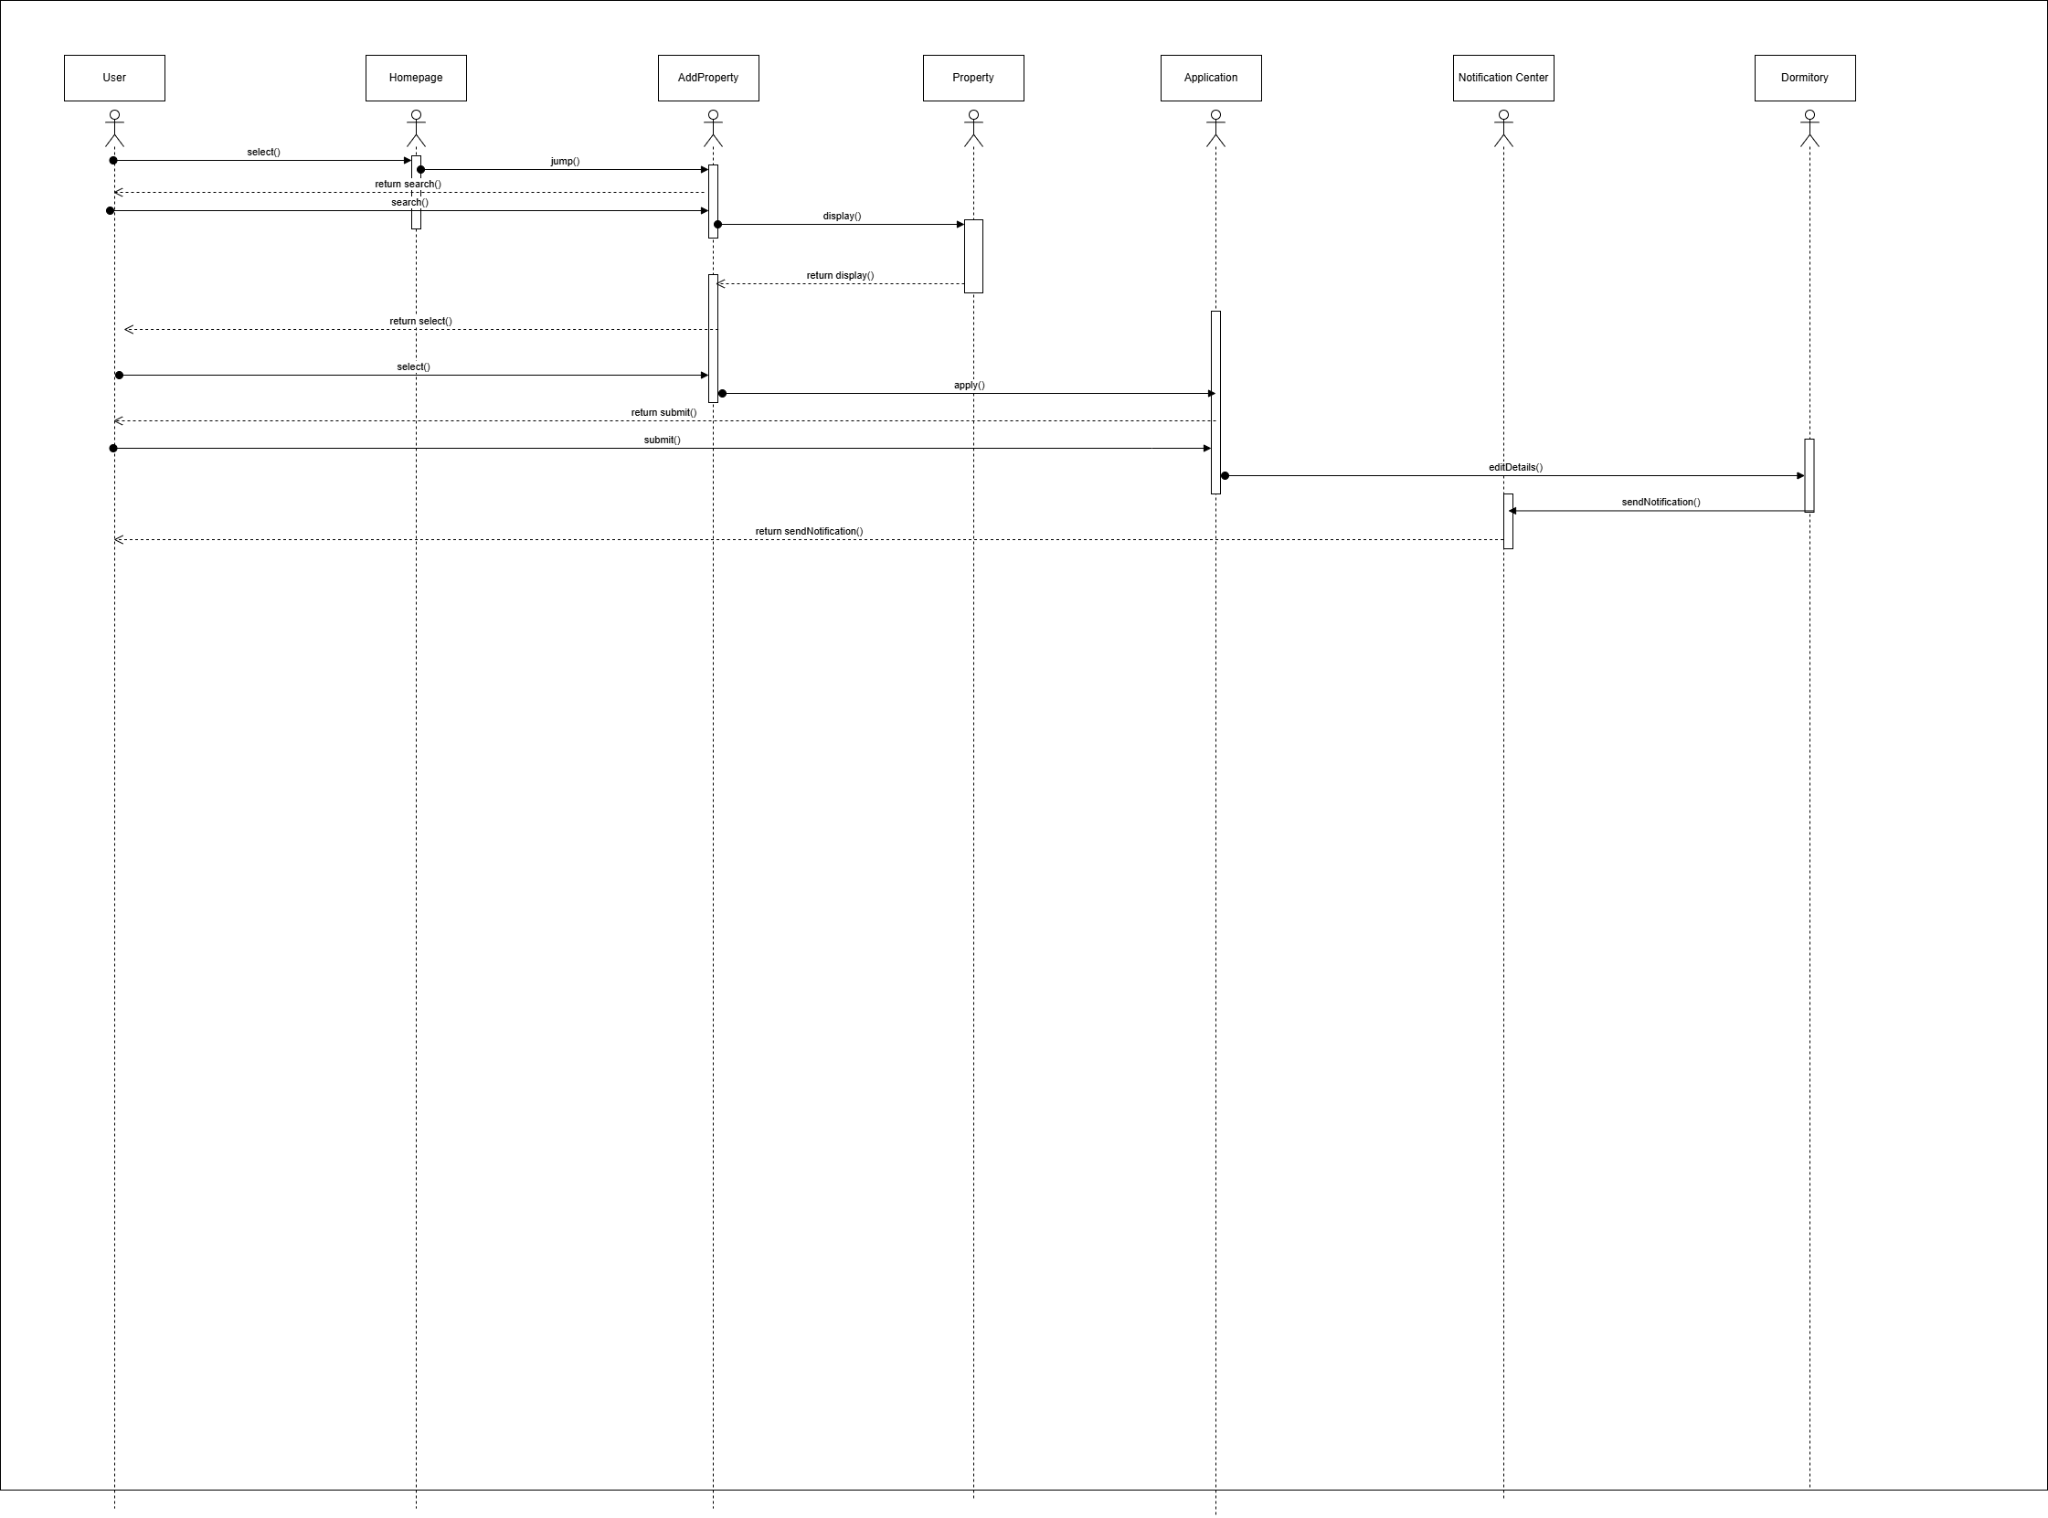 User
Homepage
AddProperty
Property
Application
Notification Center
Dormitory
select()
jump()
return search()
search()
display()
return display()
return select()
select()
apply()
return submit()
submit()
editDetails()
sendNotification()
return sendNotification()